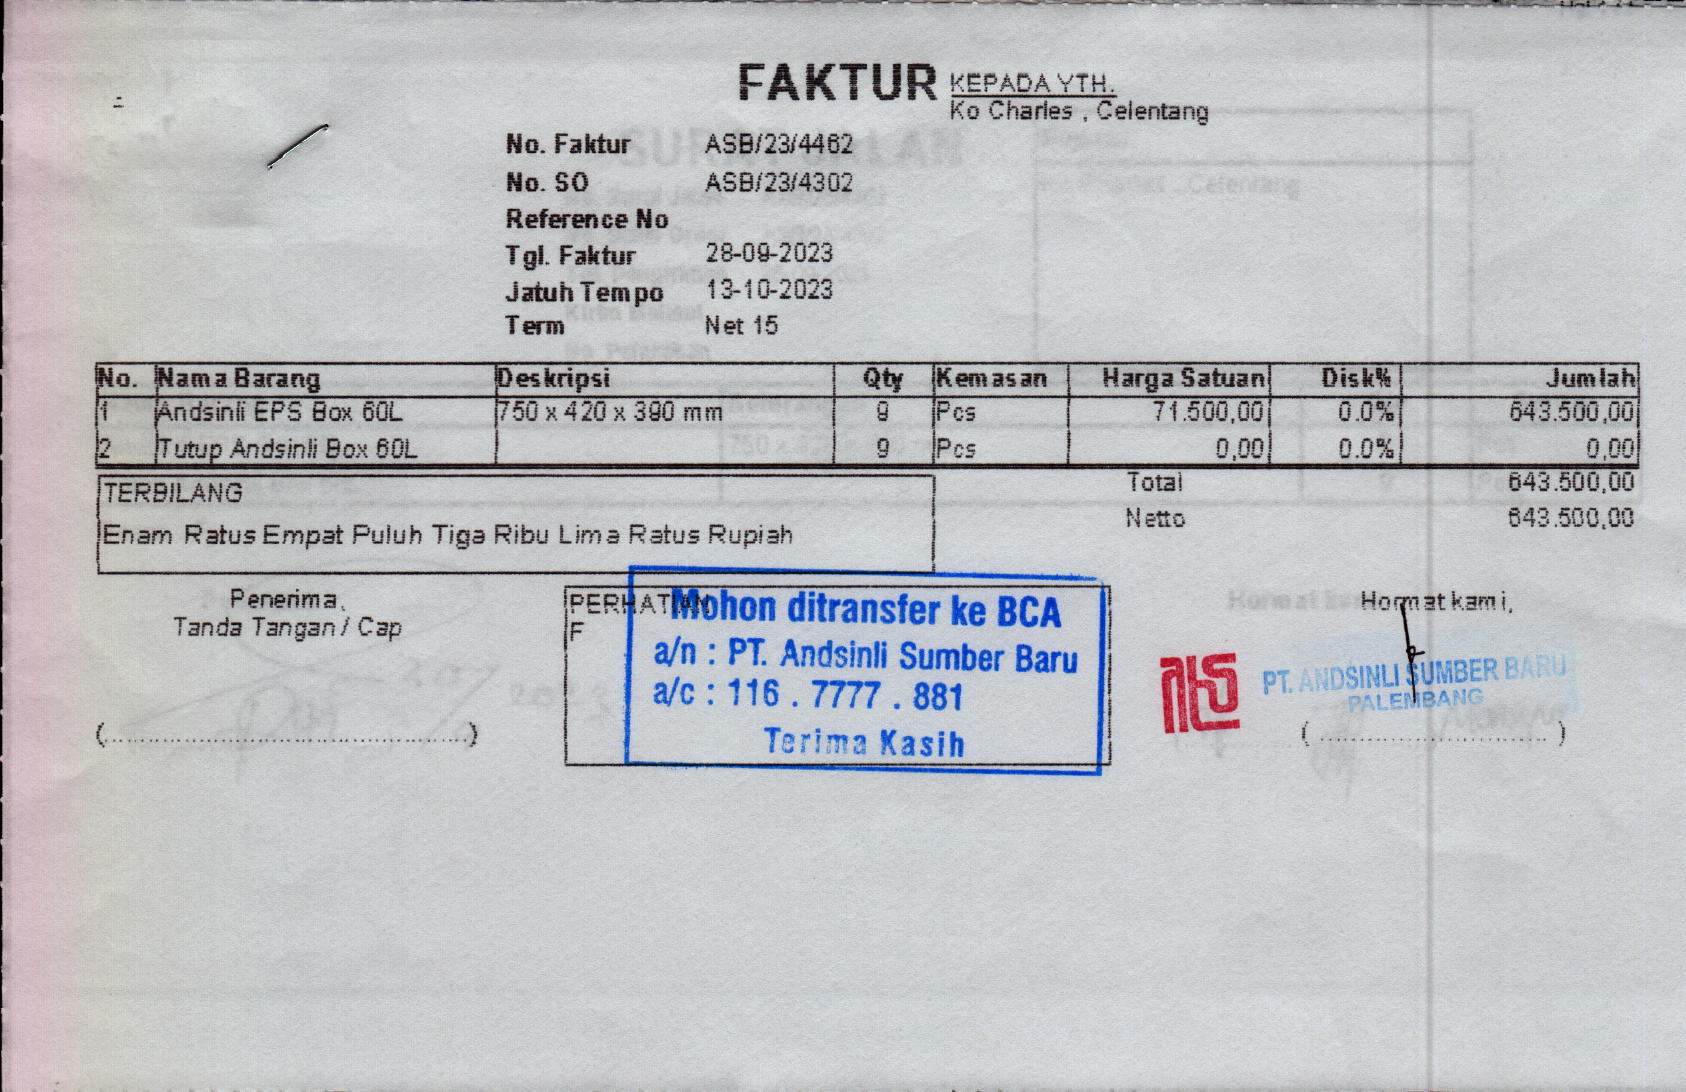 FAKTUR
KEPADA YTH.
Ko Charles , Celentang
No. Faktur ASB/23/4462
No. SO ASB/23/4302
Reference No
Tgl. Faktur 28-09-2023
Jatuh Tempo 13-10-2023
Term Net 15
No. Nama Barang Deskripsi Qty Kemasan Harga Satuan Disk% Jumlah
1 Andsinli EPS Box 60L 750 x 420 x 390 mm 9 Pcs 71.500,00 0.0% 643.500,00
2 Tutup Andsinli Box 60L 9 Pcs 0,00 0.0% 0,00
Total 643.500,00
Netto 643.500,00
TERBILANG
Enam Ratus Empat Puluh Tiga Ribu Lima Ratus Rupiah
Penerima,
Tanda Tangan / Cap
(........................................)
PERHATIAN
F
Mohon ditransfer ke BCA
a/n : PT. Andsinli Sumber Baru
a/c : 116 . 7777 . 881
Terima Kasih
Hormat kami,
PT. ANDSINLI SUMBER BARU
PALEMBANG
(.............................)